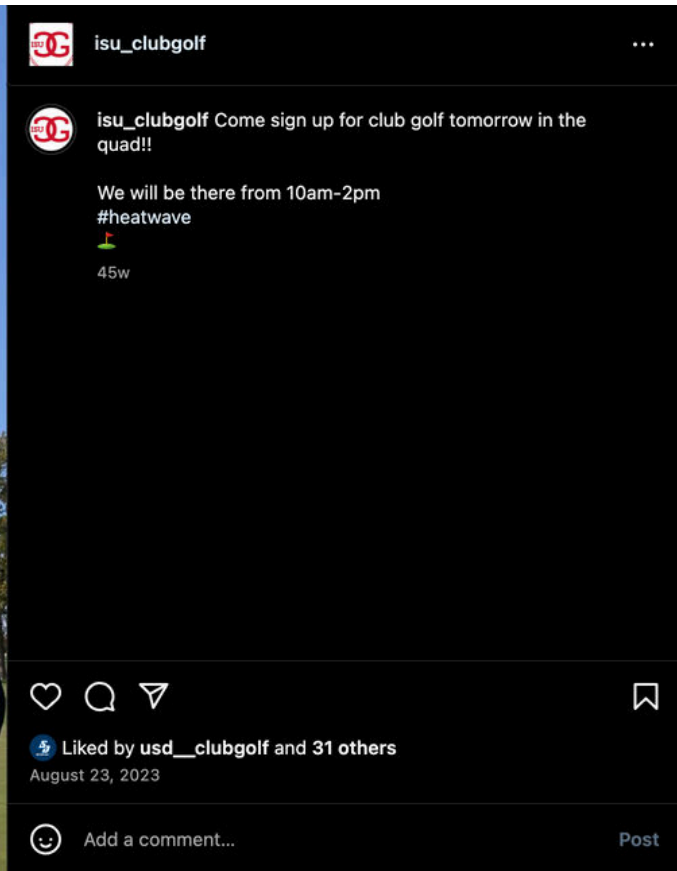 isu_clubgolf
isu_clubgolf Come sign up for club golf tomorrow in the
quad!!
We will be there from 10am-2pm
#heatwave
45w
Liked by usd__clubgolf and 31 others
August 23, 2023
Add a comment...
Post